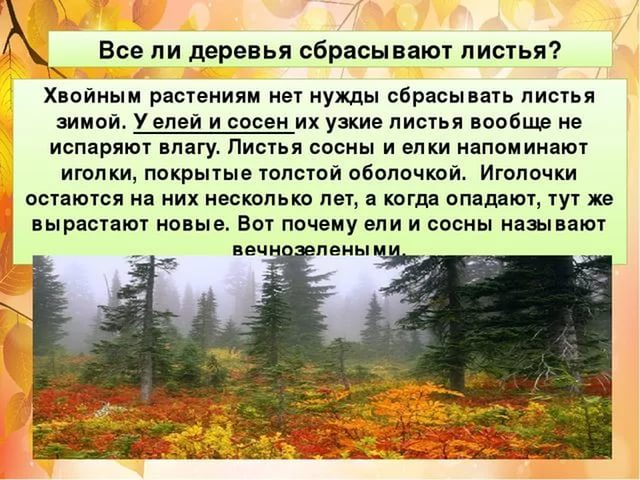 Все ли деревья сбрасывают листья?
Хвойным растениям нет нужды сбрасывать листья
зимой. У елей и сосен их узкие листья вообще не
испаряют влагу. Листья сосны и елки напоминают
иголки, покрытые толстой оболочкой. Иголочки
остаются на них несколько лет, а когда опадают, тут же
вырастают новые. Вот почему ели и сосны называют
вечнозелеными.